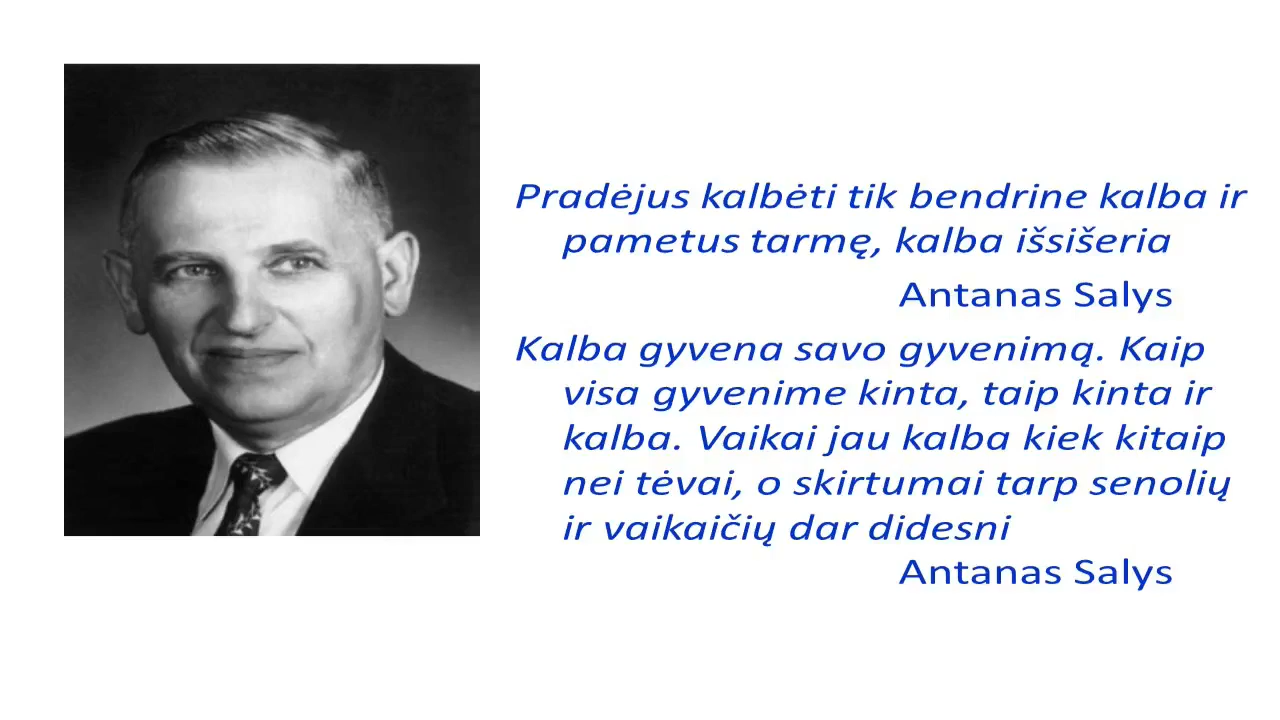 Pradėjus kalbėti tik bendrine kalba ir
pametus tarmę, kalba išsišeria
Antanas Salys
Kalba gyvena savo gyvenimą. Kaip
visa gyvenime kinta, taip kinta ir
kalba. Vaikai jau kalba kiek kitaip
nei tėvai, o skirtumai tarp senolių
ir vaikaičių dar didesni
Antanas Salys